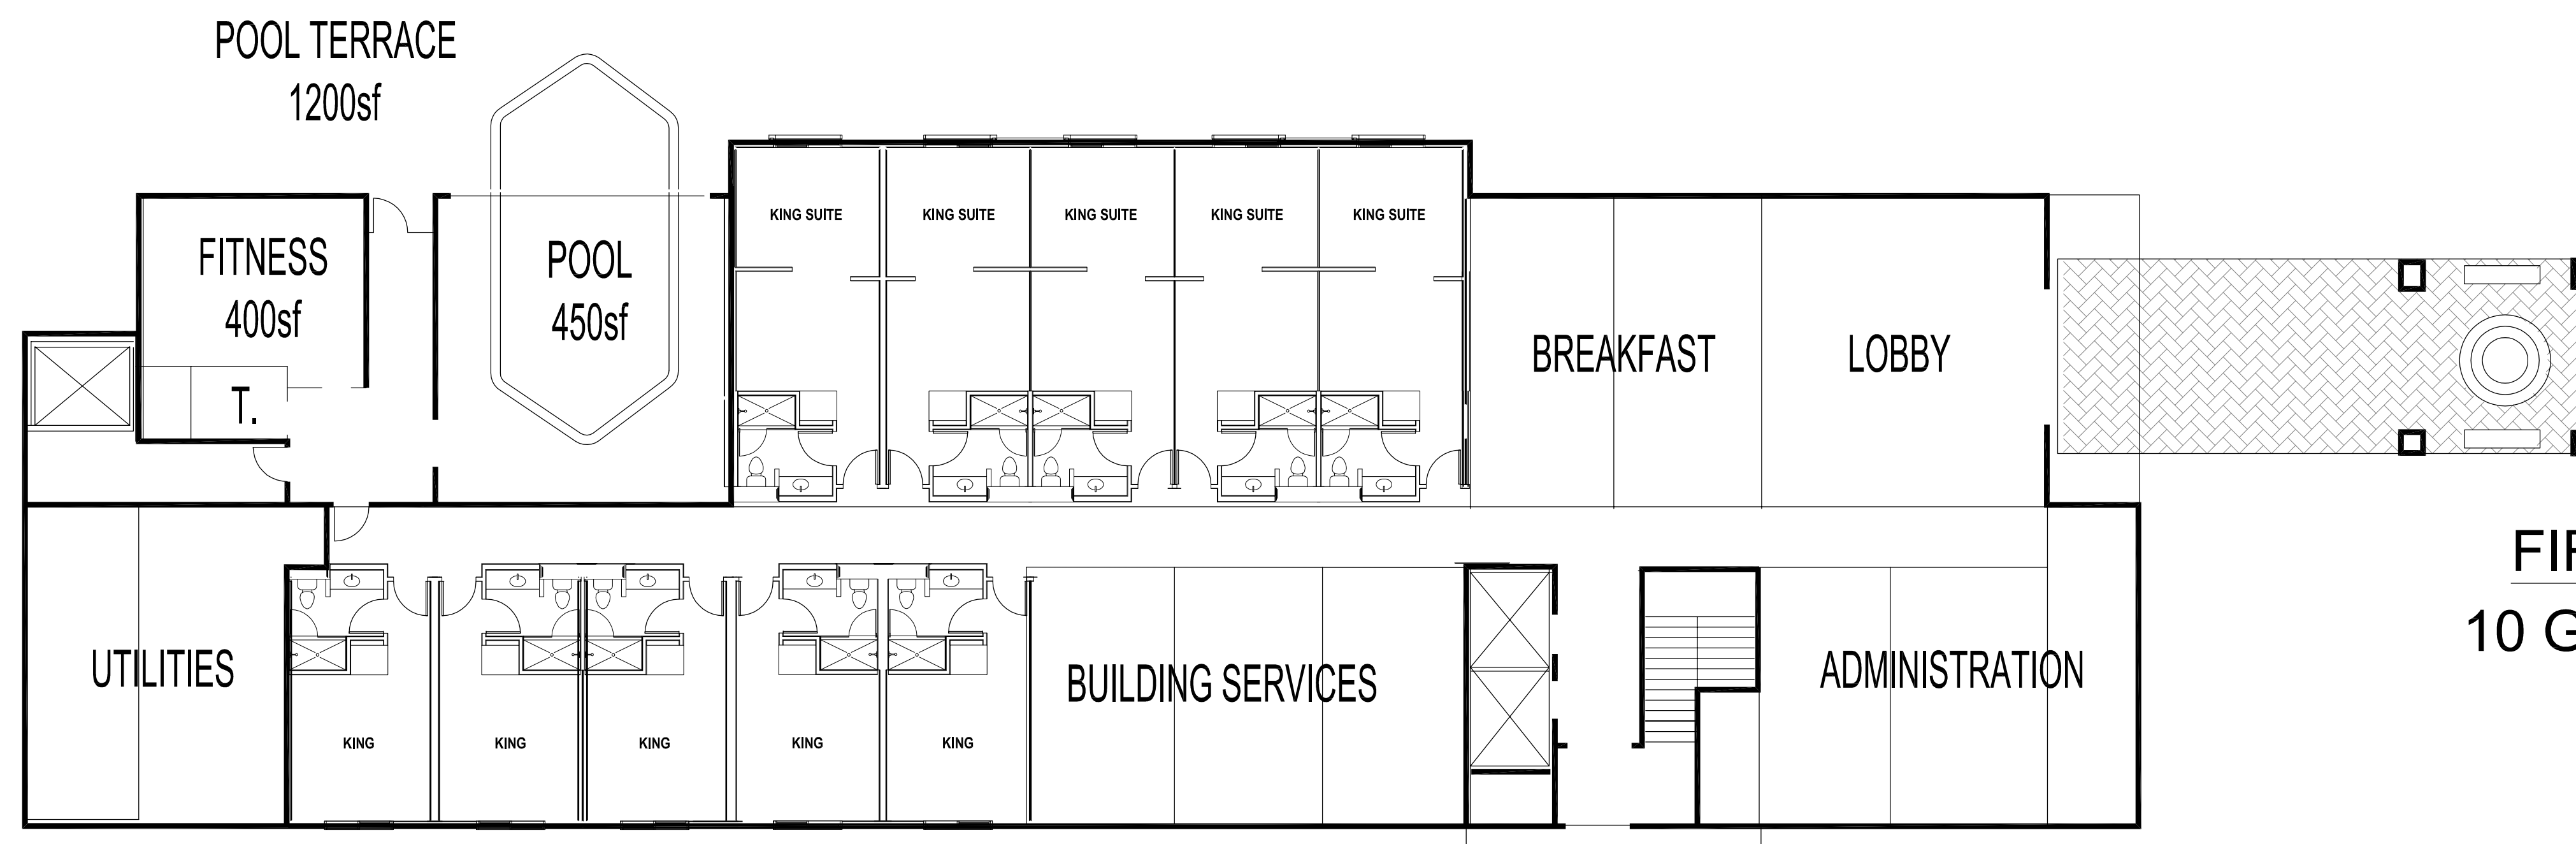 POOL TERRACE
1200sf
FITNESS
400sf
T.
POOL
450sf
KING SUITE
KING SUITE
KING SUITE
KING SUITE
KING SUITE
BREAKFAST
LOBBY
UTILITIES
KING
KING
KING
KING
KING
BUILDING SERVICES
ADMINISTRATION
10 G